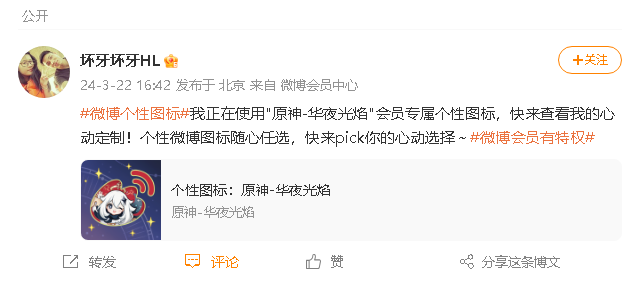 公开
坏牙坏牙HL
+关注
24-3-22 16:42 发布于 北京 来自 微博会员中心
#微博个性图标#我正在使用"原神-华夜光焰"会员专属个性图标，快来查看我的心
动定制！个性微博图标随心任选，快来pick你的心动选择~#微博会员有特权#
个性图标：原神-华夜光焰
原神-华夜光焰
转发
评论
赞
分享这条博文